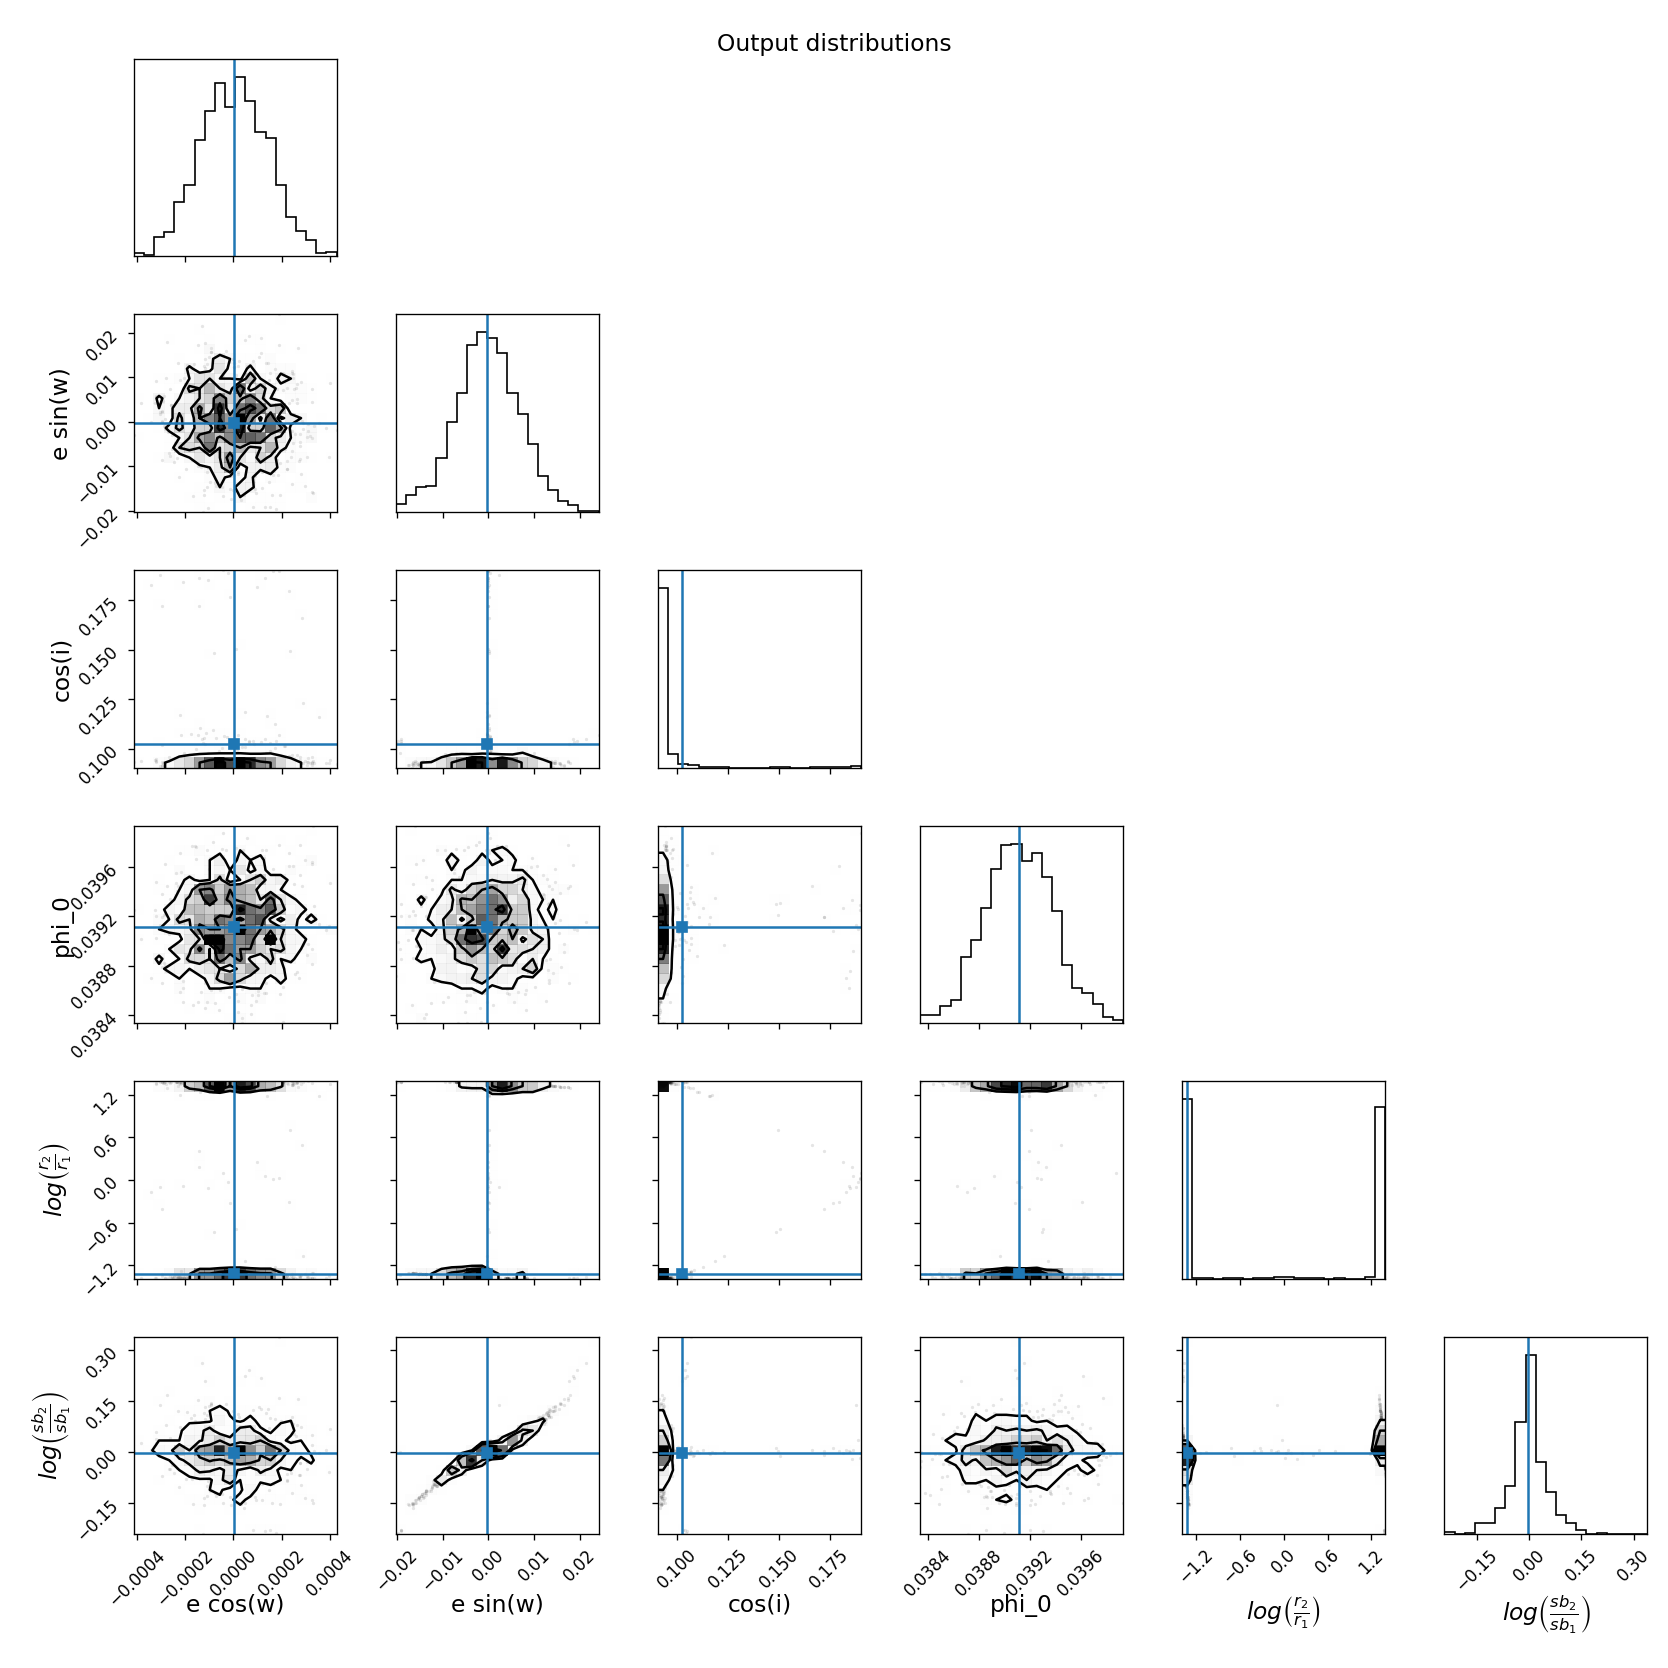 Output distributions
e sin(w)
0.02
0.01
0.00
−0.01
−0.02
cos(i)
0.175
0.150
0.125
0.100
phi_0
0.0396
0.0392
0.0388
0.0384
log(r2/r1)
1.2
0.6
0.0
−0.6
−1.2
log(sb2/sb1)
0.30
0.15
0.00
−0.15
−0.0004 −0.0002 0.0000 0.0002 0.0004 −0.02 −0.01 0.00 0.01 0.02 0.100 0.125 0.150 0.175 0.0384 0.0388 0.0392 0.0396 −1.2 −0.6 0.0 0.6 1.2 −0.15 0.00 0.15 0.30
e cos(w) e sin(w) cos(i) phi_0 log(r2/r1) log(sb2/sb1)